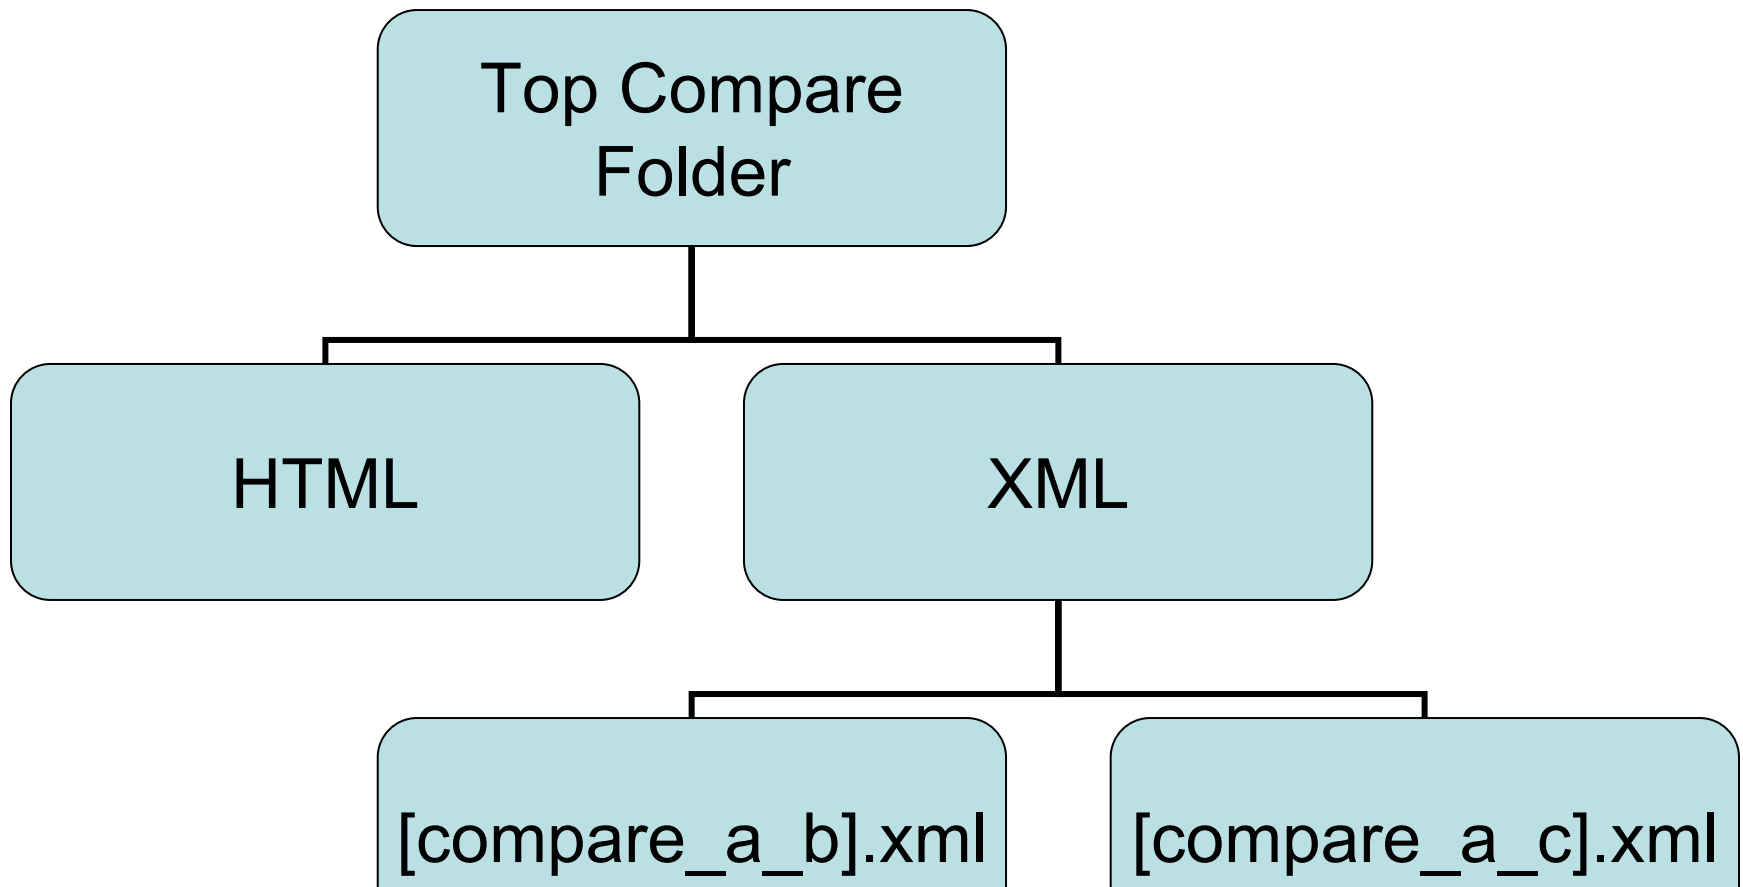 Top Compare
Folder
HTML
XML
[compare_a_b].xml
[compare_a_c].xml